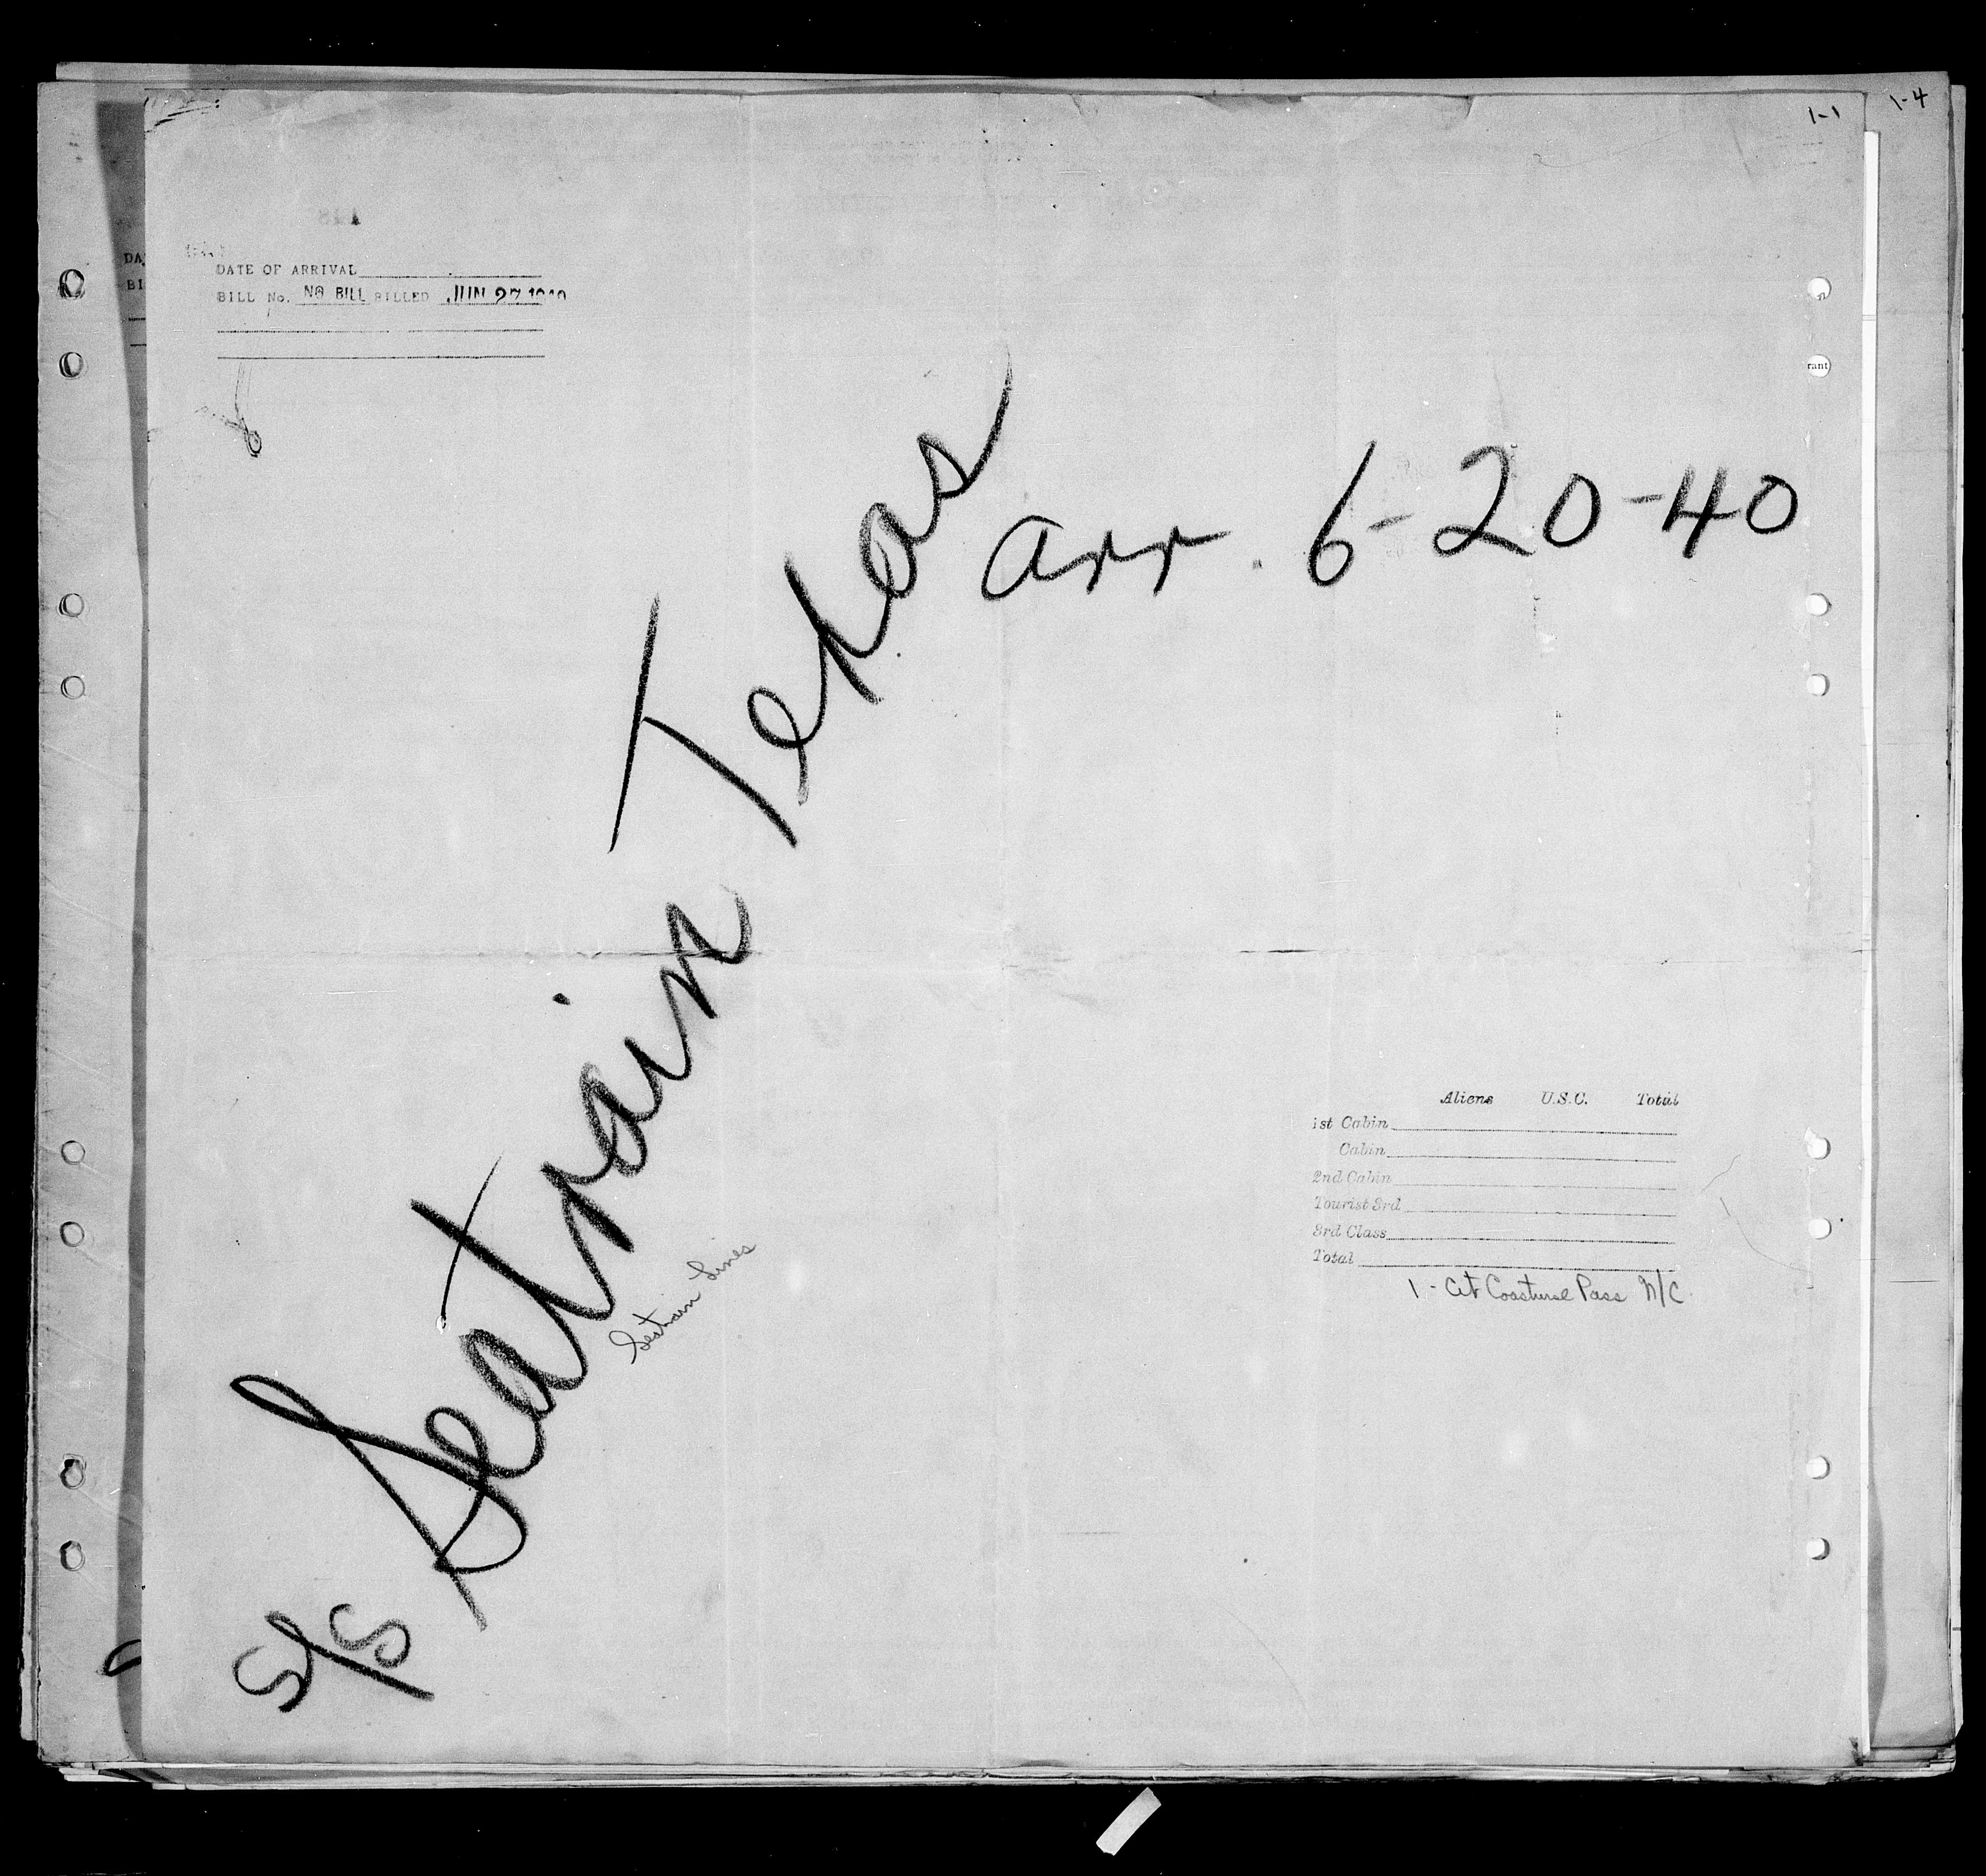 1-1
1-4
DATE OF ARRIVAL
BILL No. NO BILL BILLED JUN 27 1940
S/S Seatrain Texas
arr. 6-20-40
Seatrain Lines
rant
Aliens U.S.C. Total
1st Cabin
Cabin
2nd Cabin
Tourist 3rd
3rd Class
Total
1 - Cit Coastwise Pass N/C